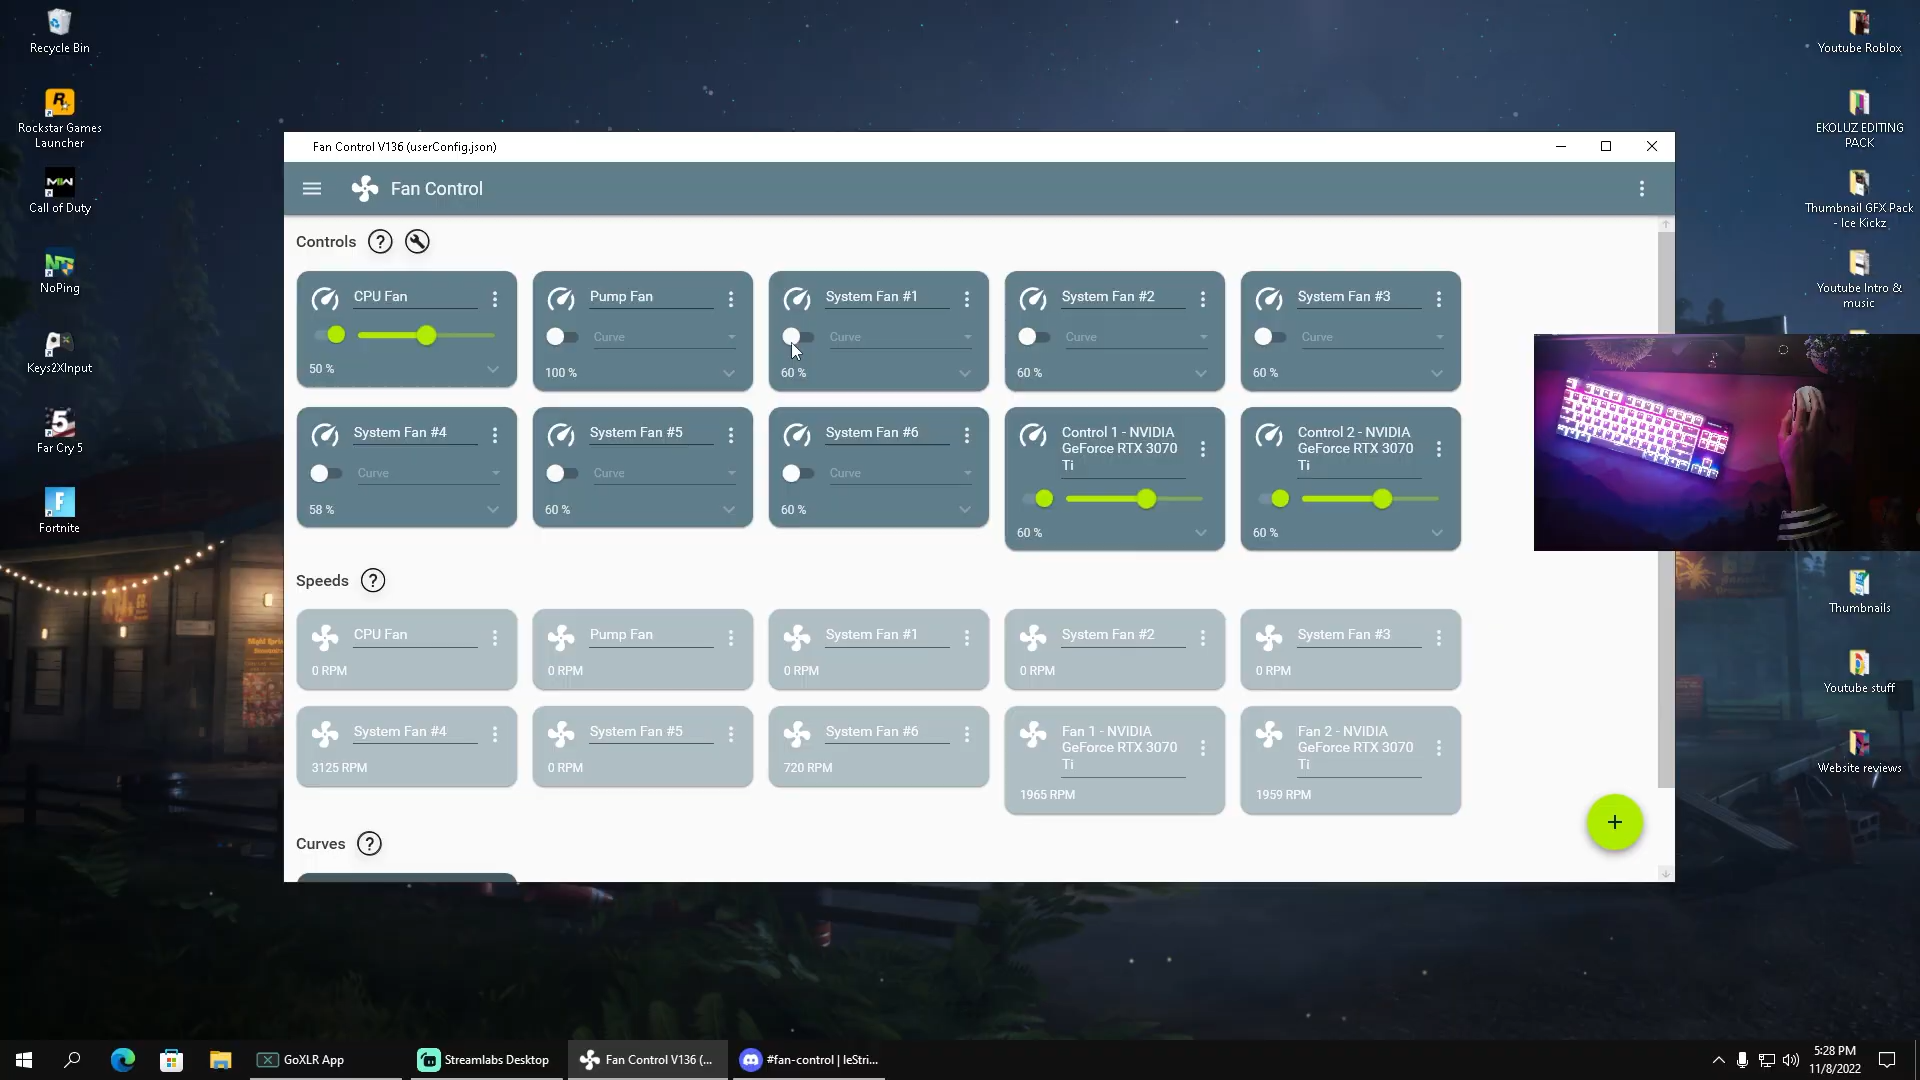 Recycle Bin
Rockstar Games
Launcher
Call of Duty
NoPing
Keys2XInput
Far Cry 5
Fortnite
Fan Control V136 (userConfig.json)
Fan Control
Controls
CPU Fan
50 %
Pump Fan
Curve
100 %
System Fan #1
Curve
60 %
System Fan #2
Curve
60 %
System Fan #3
Curve
60 %
System Fan #4
Curve
58 %
System Fan #5
Curve
60 %
System Fan #6
Curve
60 %
Control 1 - NVIDIA
GeForce RTX 3070
Ti
60 %
Control 2 - NVIDIA
GeForce RTX 3070
Ti
60 %
Speeds
CPU Fan
0 RPM
Pump Fan
0 RPM
System Fan #1
0 RPM
System Fan #2
0 RPM
System Fan #3
0 RPM
System Fan #4
3125 RPM
System Fan #5
0 RPM
System Fan #6
720 RPM
Fan 1 - NVIDIA
GeForce RTX 3070
Ti
1965 RPM
Fan 2 - NVIDIA
GeForce RTX 3070
Ti
1959 RPM
Curves
Youtube Roblox
EKOLUZ EDITING
PACK
Thumbnail GFX Pack
- Ice Kickz
Youtube Intro &
music
Thumbnails
Youtube stuff
Website reviews
GoXLR App
Streamlabs Desktop
Fan Control V136 (...
#fan-control | leStri...
5:28 PM
11/8/2022